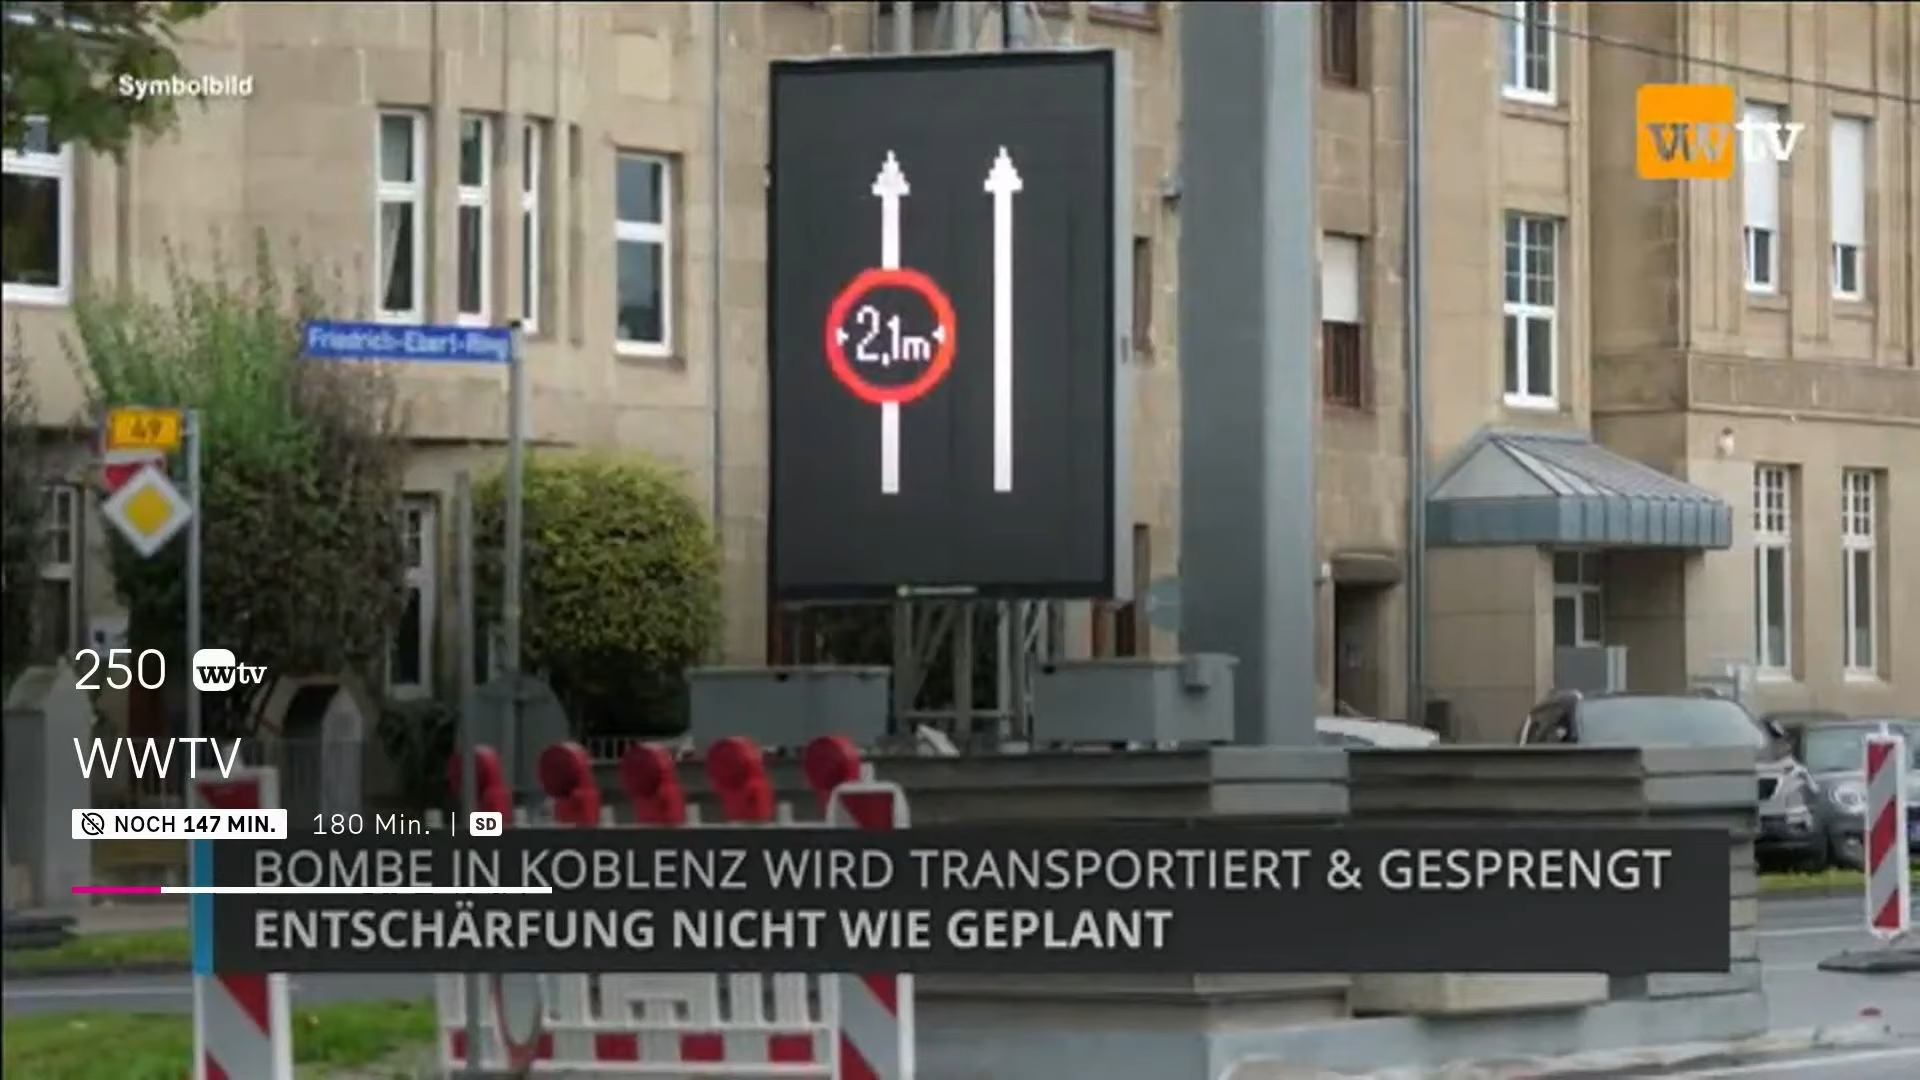 Symbolbild
wwtv
2,1m
Friedrich-Ebert-Ring
49
250 wwtv
WWTV
NOCH 147 MIN. 180 Min. | SD
BOMBE IN KOBLENZ WIRD TRANSPORTIERT & GESPRENGT
ENTSCHÄRFUNG NICHT WIE GEPLANT